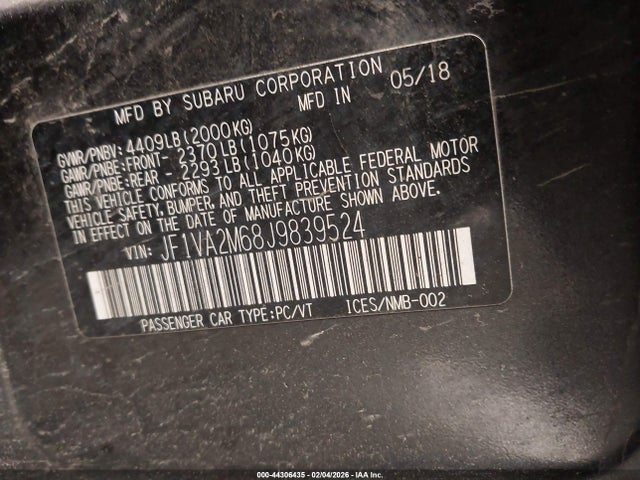 MFD BY SUBARU CORPORATION
MFD IN 05/18
GVWR/PNBV: 4409LB(2000KG)
GAWR/PNBE:FRONT- 2370LB(1075KG)
GAWR/PNBE:REAR - 2293LB(1040KG)
THIS VEHICLE CONFORMS TO ALL APPLICABLE FEDERAL MOTOR
VEHICLE SAFETY,BUMPER,AND THEFT PREVENTION STANDARDS
IN EFFECT ON THE DATE OF MANUFACTURE SHOWN ABOVE.
VIN: JF1VA2M68J9839524
PASSENGER CAR TYPE:PC/VT ICES/NMB-002
000-44306435 - 02/04/2026 - IAA Inc.